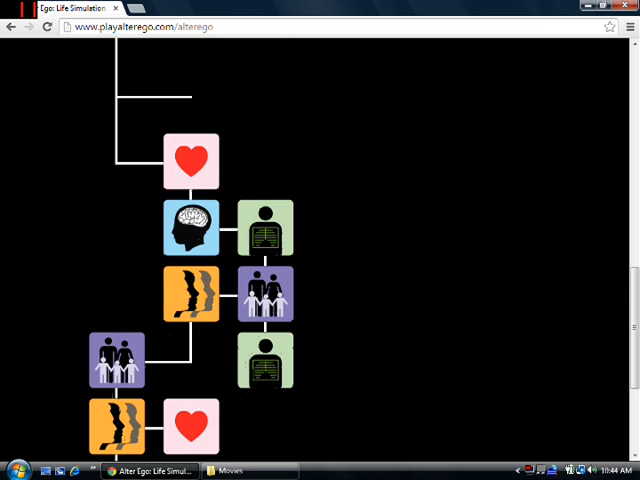 Ego: Life Simulation
www.playalterego.com/alterego
Alter Ego: Life Simul...
Movies
10:44 AM